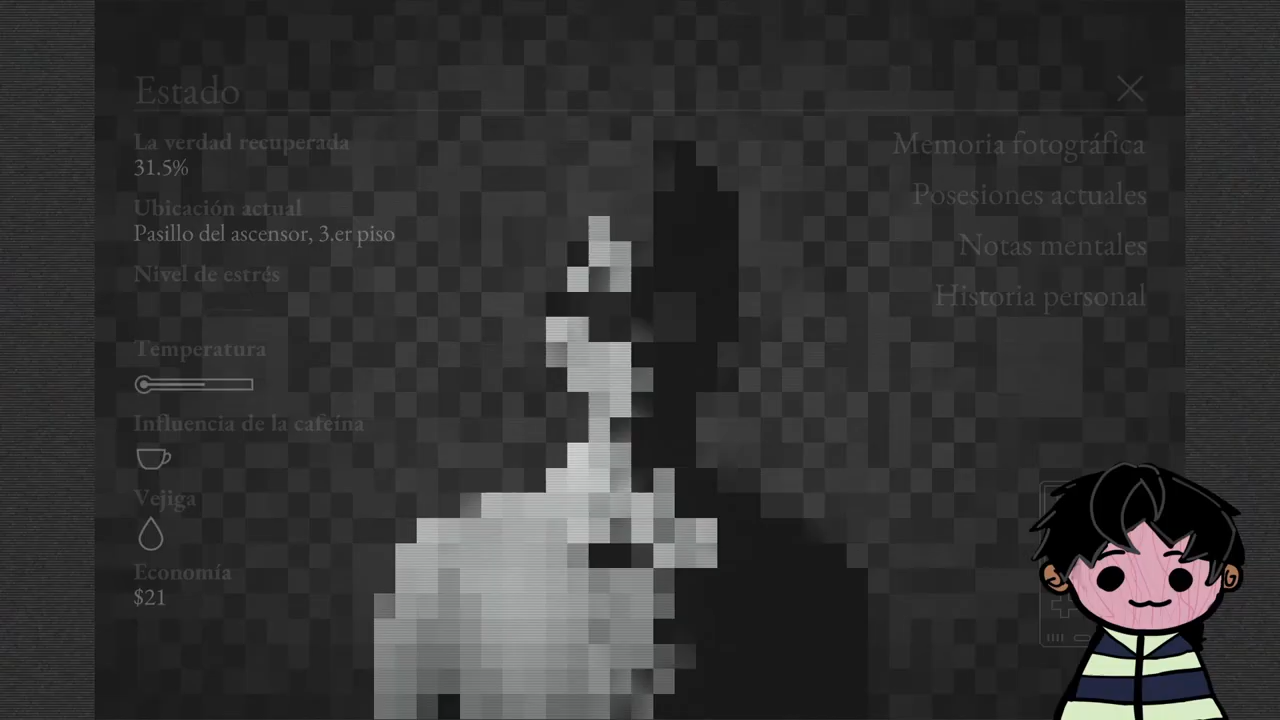 Estado
La verdad recuperada
31.5%
Ubicación actual
Pasillo del ascensor, 3.er piso
Nivel de estrés
Temperatura
Influencia de la cafeína
Vejiga
Economía
$21
Memoria fotográfica
Posesiones actuales
Notas mentales
Historia personal